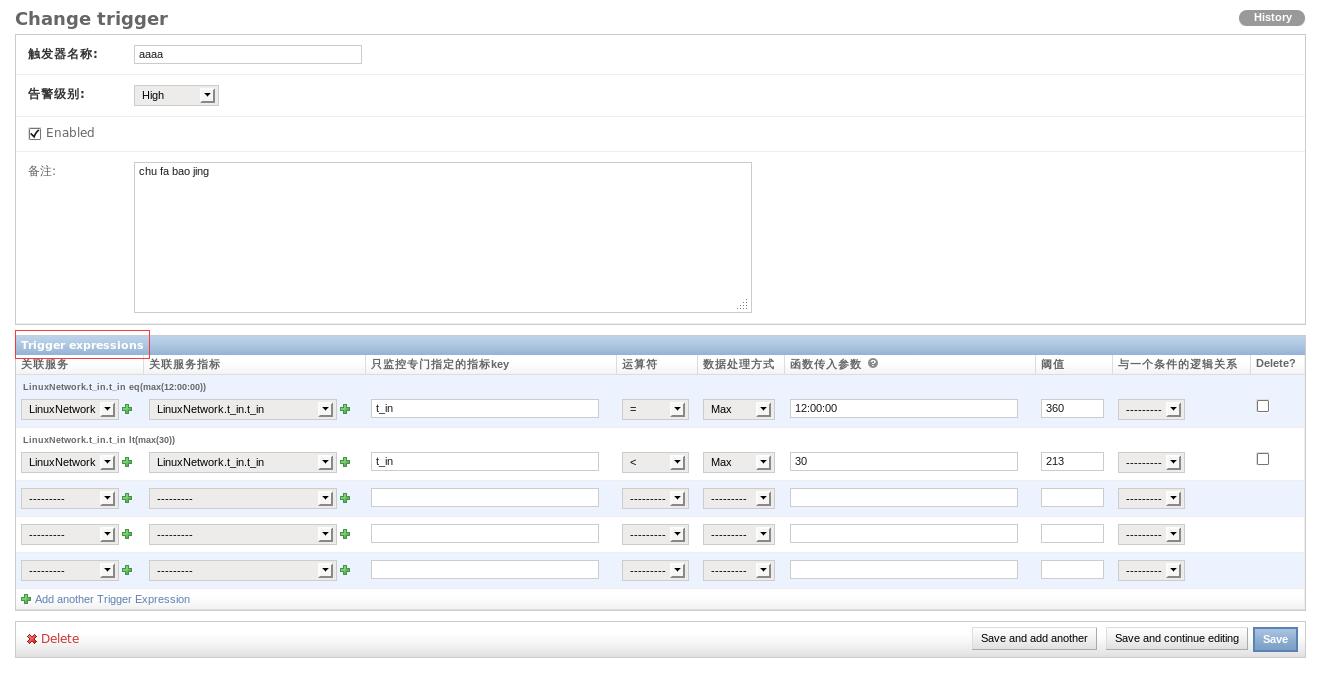 Change trigger
History
触发器名称:
aaaa
告警级别:
High
Enabled
备注:
chu fa bao jing
Trigger expressions
关联服务 关联服务指标 只监控专门指定的指标key 运算符 数据处理方式 函数传入参数 ? 阈值 与一个条件的逻辑关系 Delete?
LinuxNetwork.t_in.t_in eq(max(12:00:00))
LinuxNetwork LinuxNetwork.t_in.t_in t_in = Max 12:00:00 360 ---------
LinuxNetwork.t_in.t_in lt(max(30))
LinuxNetwork LinuxNetwork.t_in.t_in t_in < Max 30 213 ---------
--------- --------- --------- --------- ---------
--------- --------- --------- --------- ---------
--------- --------- --------- --------- ---------
Add another Trigger Expression
Delete
Save and add another
Save and continue editing
Save